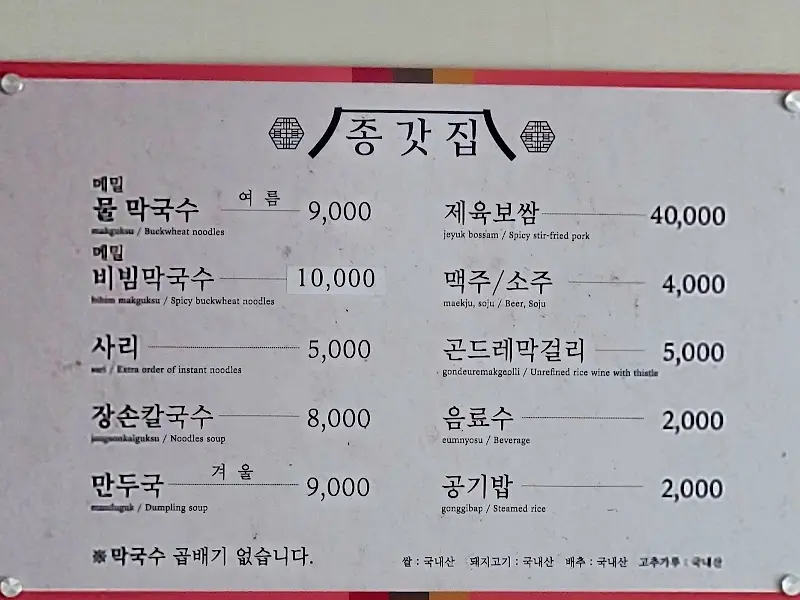 종갓집
메밀
물 막국수 여름 9,000
makguksu / Buckwheat noodles
메밀
비빔막국수 10,000
bibim makguksu / Spicy buckwheat noodles
사리 5,000
sari / Extra order of instant noodles
장손칼국수 8,000
jangsonkalguksu / Noodles soup
만두국 겨울 9,000
manduguk / Dumpling soup
※ 막국수 곱배기 없습니다.
제육보쌈 40,000
jeyuk bossam / Spicy stir-fried pork
맥주/소주 4,000
maekju, soju / Beer, Soju
곤드레막걸리 5,000
gondeuremakgeolli / Unrefined rice wine with thistle
음료수 2,000
eumnyosu / Beverage
공기밥 2,000
gonggibap / Steamed rice
쌀 : 국내산 돼지고기 : 국내산 배추 : 국내산 고추가루 : 국내산